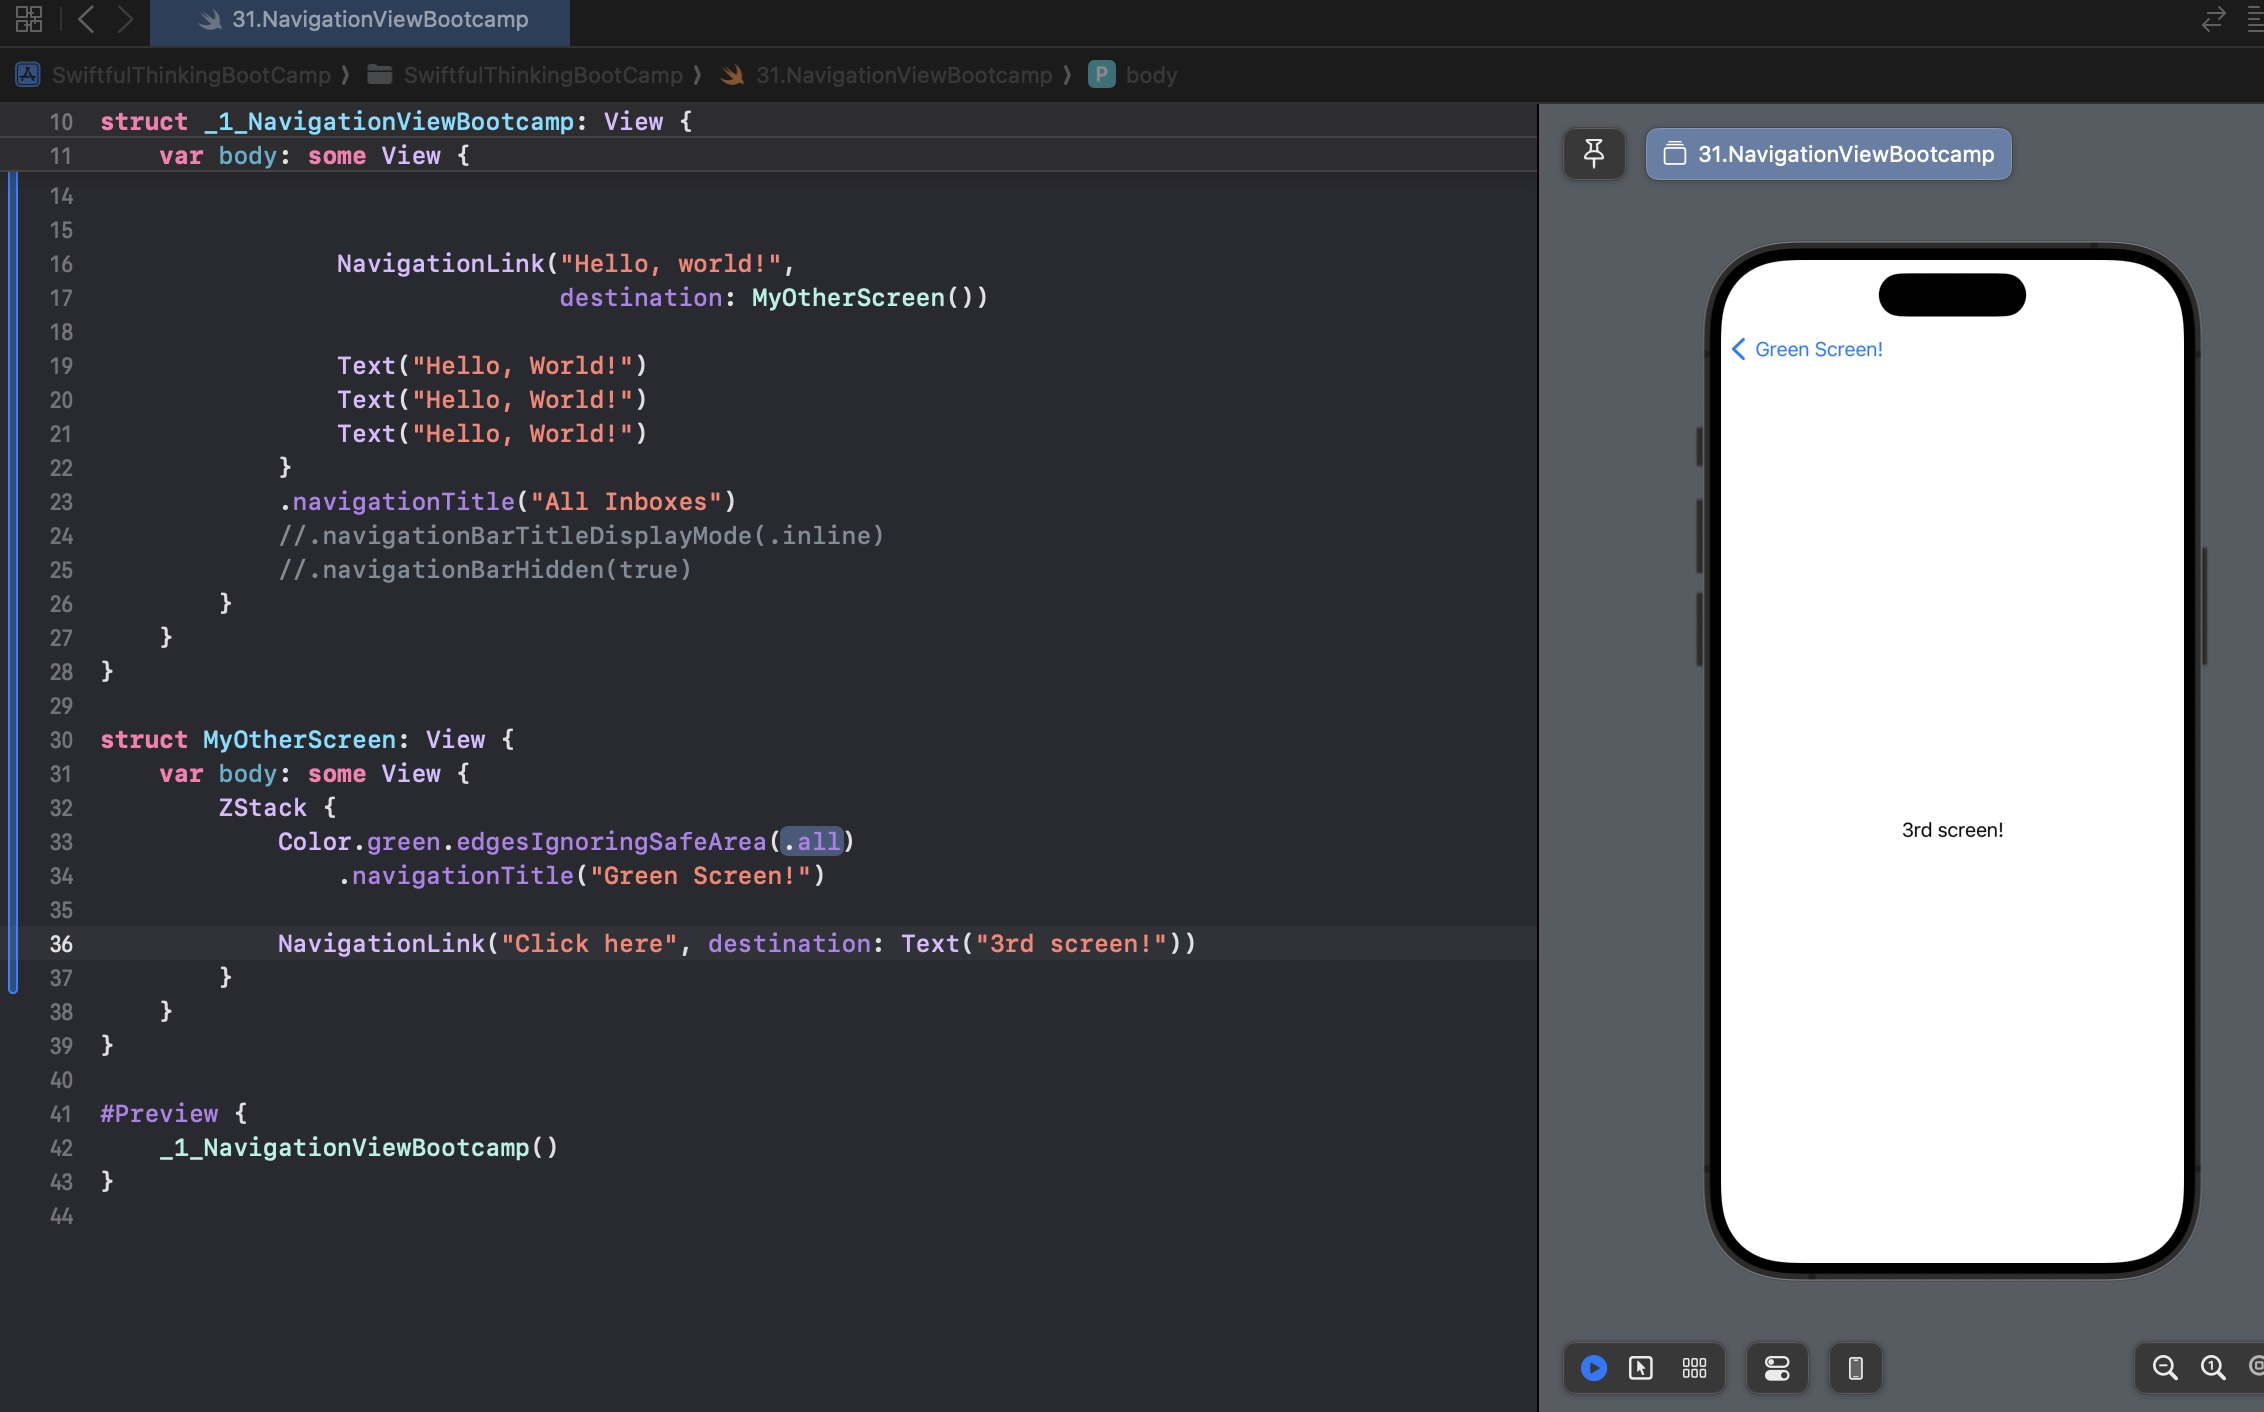 31.NavigationViewBootcamp
SwiftfulThinkingBootCamp ⟩ SwiftfulThinkingBootCamp ⟩ 31.NavigationViewBootcamp ⟩ P body
10 struct _1_NavigationViewBootcamp: View {
11     var body: some View {
14
15
16                 NavigationLink("Hello, world!",
17                                destination: MyOtherScreen())
18
19                 Text("Hello, World!")
20                 Text("Hello, World!")
21                 Text("Hello, World!")
22             }
23             .navigationTitle("All Inboxes")
24             //.navigationBarTitleDisplayMode(.inline)
25             //.navigationBarHidden(true)
26         }
27     }
28 }
29
30 struct MyOtherScreen: View {
31     var body: some View {
32         ZStack {
33             Color.green.edgesIgnoringSafeArea(.all)
34                 .navigationTitle("Green Screen!")
35
36             NavigationLink("Click here", destination: Text("3rd screen!"))
37         }
38     }
39 }
40
41 #Preview {
42     _1_NavigationViewBootcamp()
43 }
44
31.NavigationViewBootcamp
Green Screen!
3rd screen!